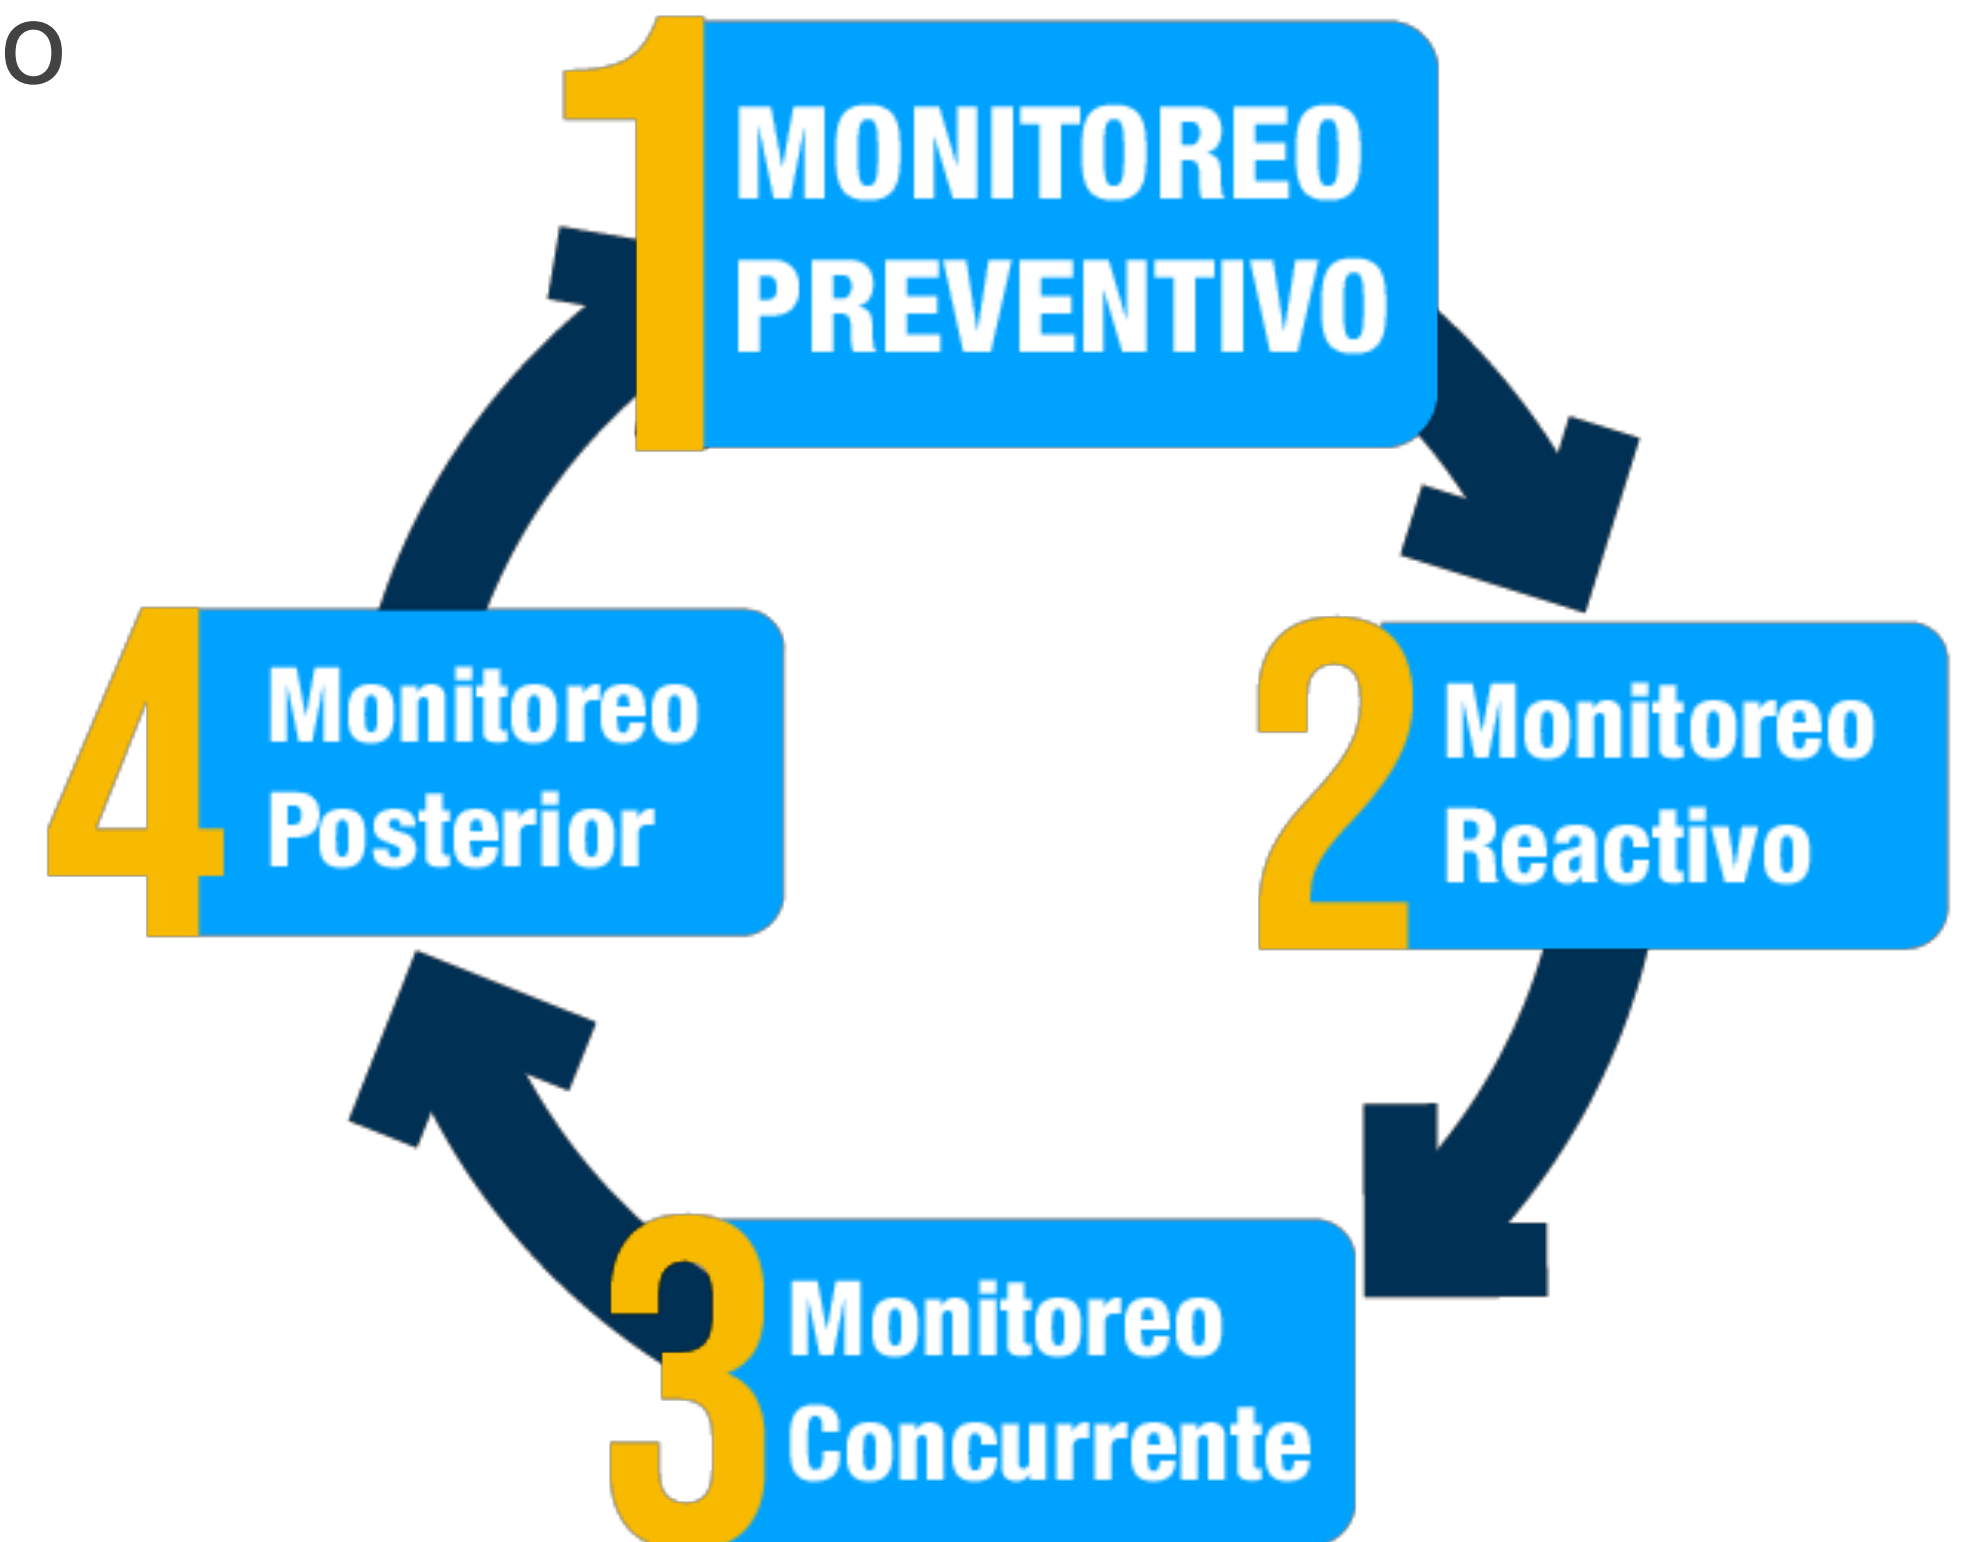 o
1
MONITOREO
PREVENTIVO
2
Monitoreo
Reactivo
3
Monitoreo
Concurrente
4
Monitoreo
Posterior